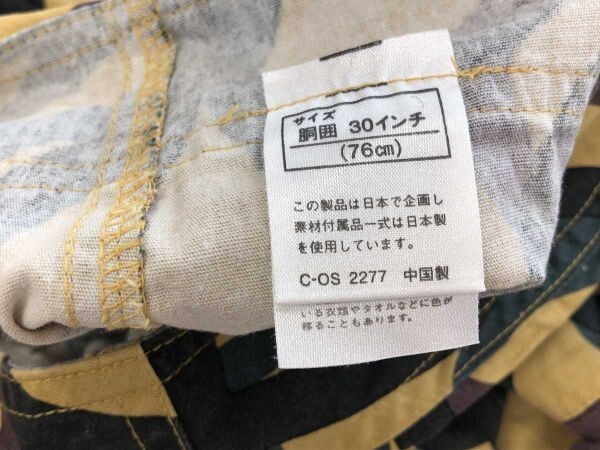 サイズ
胴囲 30インチ
(76cm)
この製品は日本で企画し
素材付属品一式は日本製
を使用しています。
C-OS 2277 中国製
いる衣類やタオルなどに色が
移ることもあります。